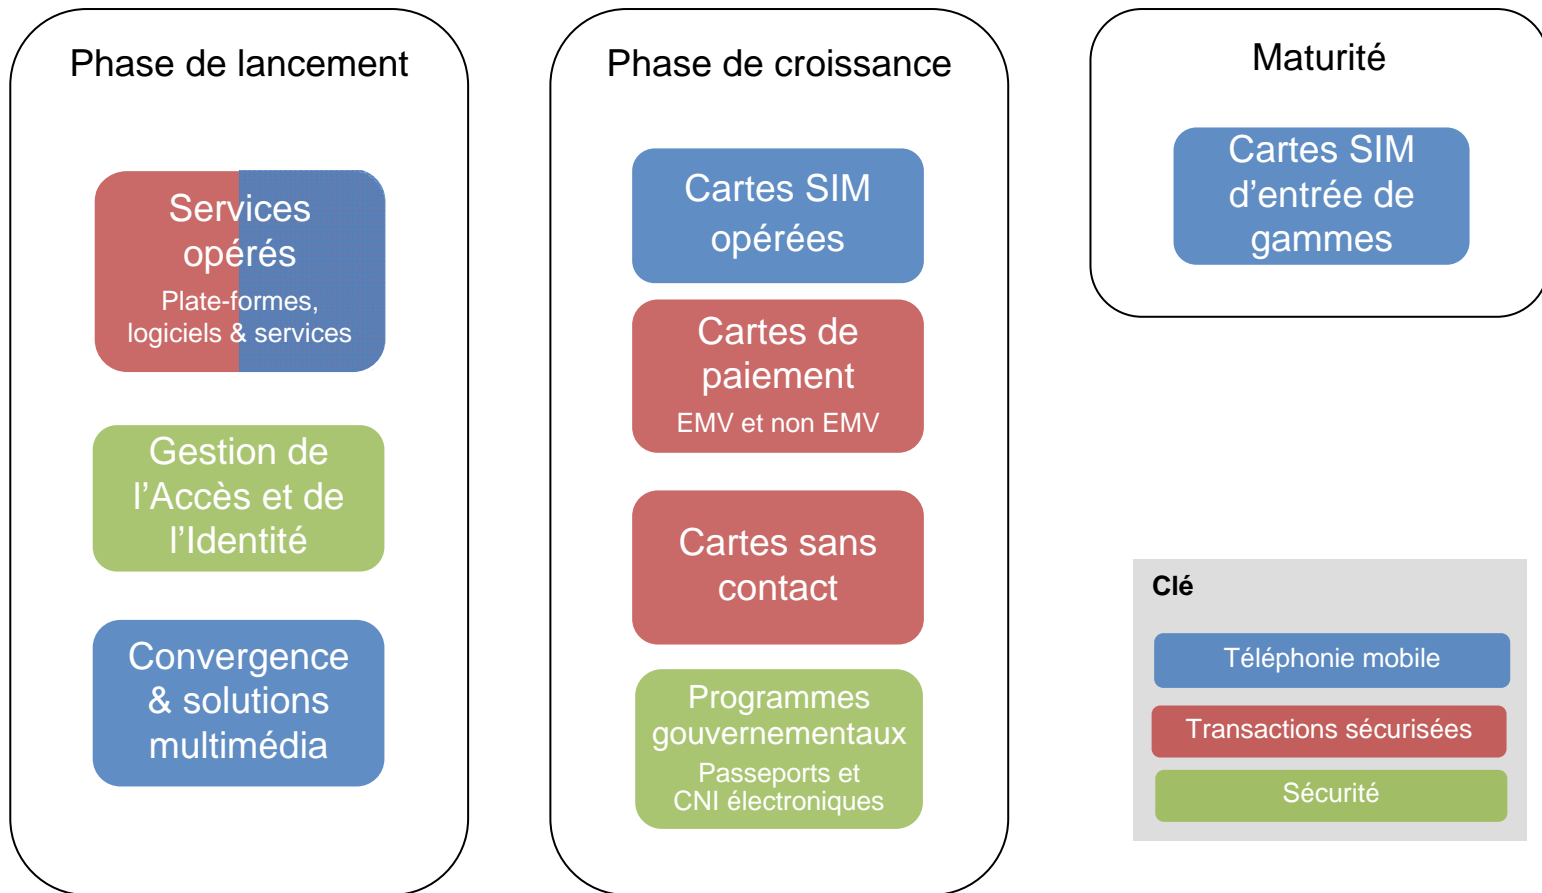 Phase de lancement
Services
opérés
Plate-formes,
logiciels & services
Gestion de
l’Accès et de
l’Identité
Convergence
& solutions
multimédia
Phase de croissance
Cartes SIM
opérées
Cartes de
paiement
EMV et non EMV
Cartes sans
contact
Programmes
gouvernementaux
Passeports et
CNI électroniques
Maturité
Cartes SIM
d’entrée de
gammes
Clé
Téléphonie mobile
Transactions sécurisées
Sécurité